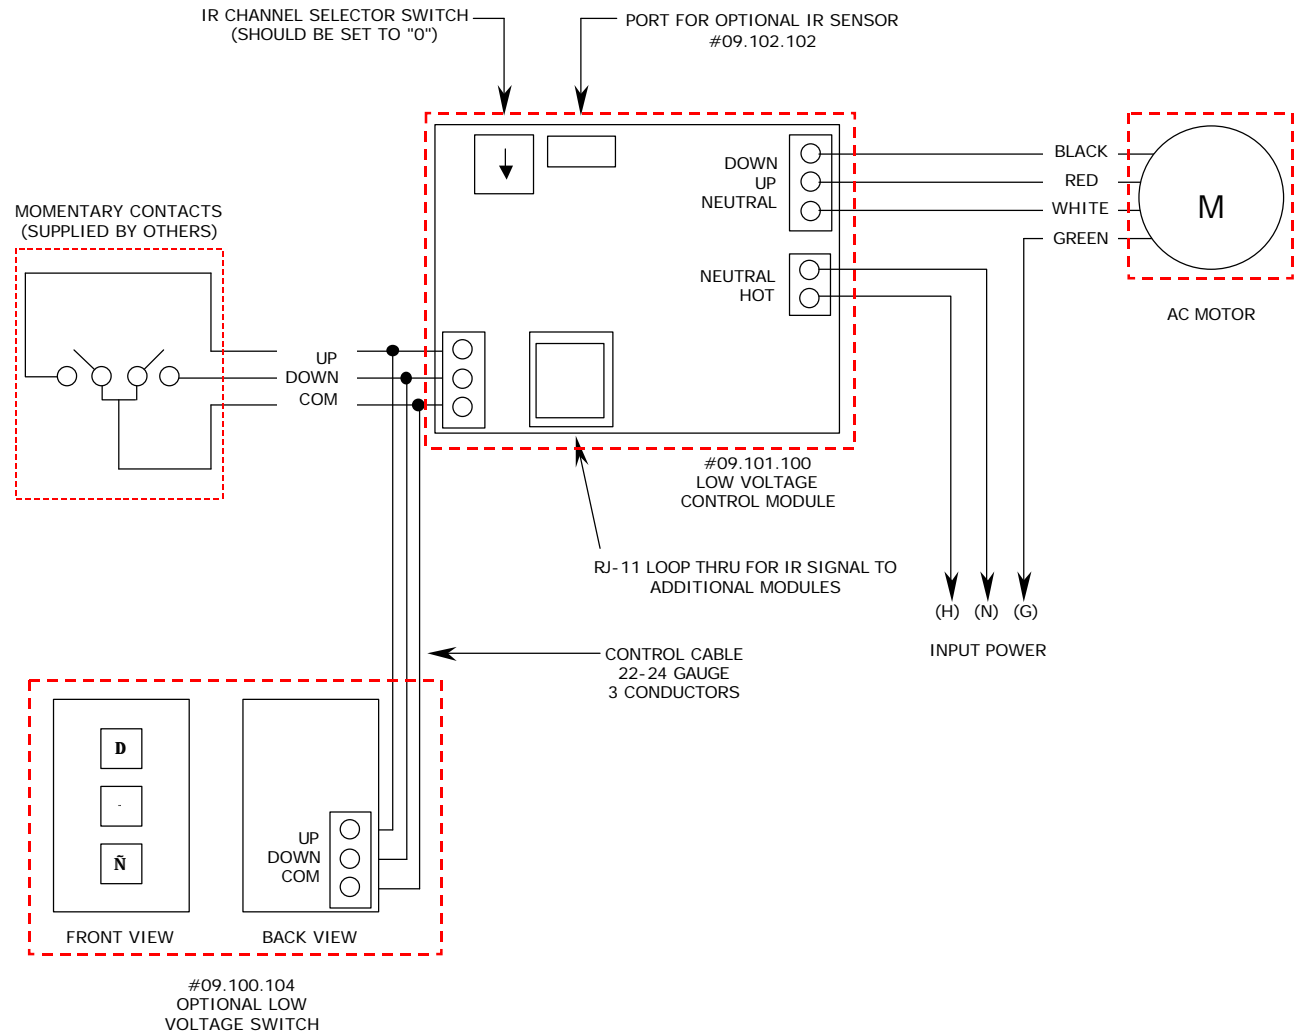 IR CHANNEL SELECTOR SWITCH
(SHOULD BE SET TO "0")
PORT FOR OPTIONAL IR SENSOR
#09.102.102
DOWN
UP
NEUTRAL
BLACK
RED
WHITE
GREEN
M
AC MOTOR
NEUTRAL
HOT
MOMENTARY CONTACTS
(SUPPLIED BY OTHERS)
UP
DOWN
COM
#09.101.100
LOW VOLTAGE
CONTROL MODULE
RJ-11 LOOP THRU FOR IR SIGNAL TO
ADDITIONAL MODULES
(H) (N) (G)
INPUT POWER
CONTROL CABLE
22-24 GAUGE
3 CONDUCTORS
D
-
Ñ
UP
DOWN
COM
FRONT VIEW
BACK VIEW
#09.100.104
OPTIONAL LOW
VOLTAGE SWITCH